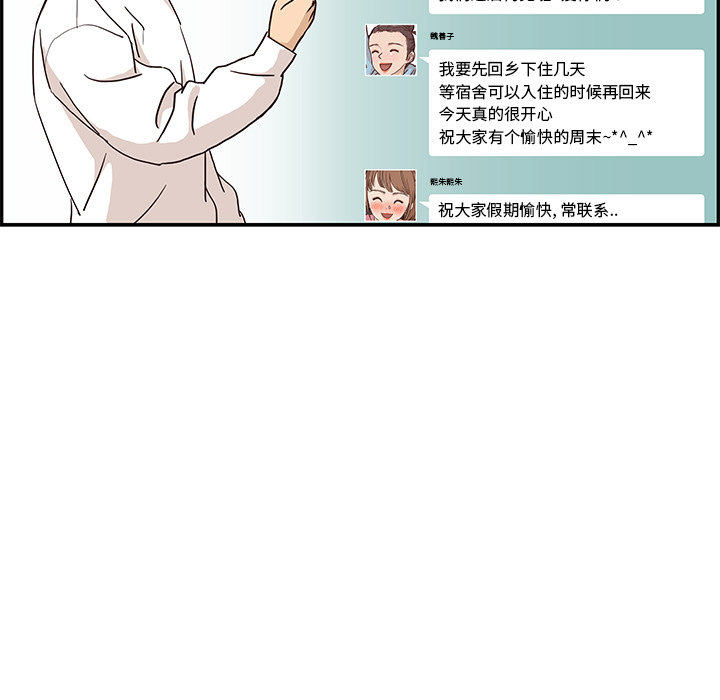 魏善子
我要先回乡下住几天
等宿舍可以入住的时候再回来
今天真的很开心
祝大家有个愉快的周末~*^_^*
熊朱熊朱
祝大家假期愉快, 常联系..